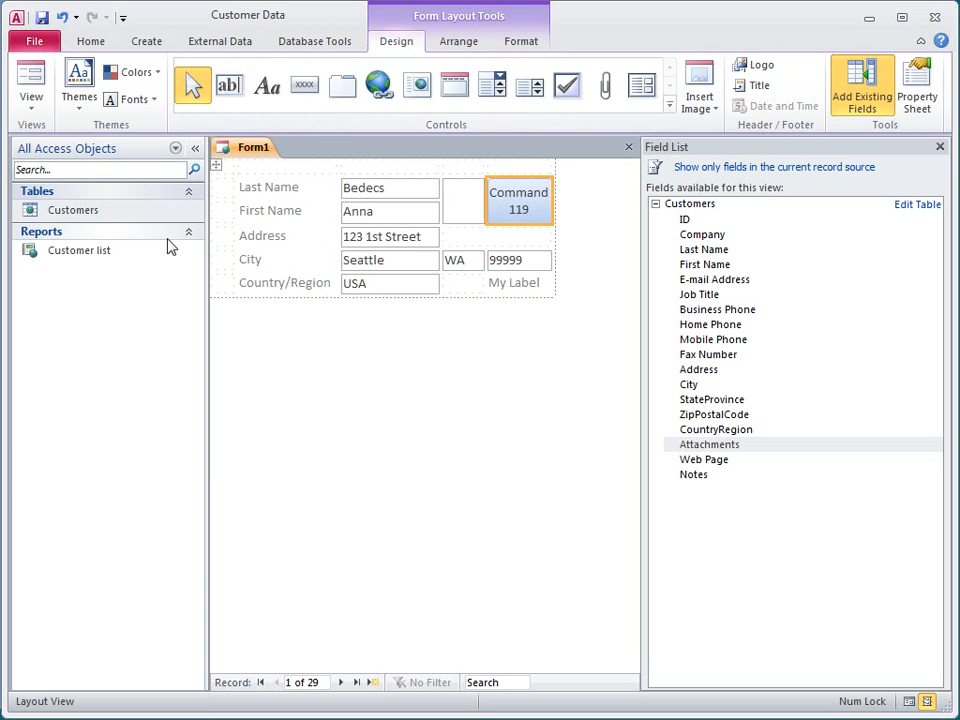 Customer Data
Form Layout Tools
File
Home
Create
External Data
Database Tools
Design
Arrange
Format
View
Views
Aa
Themes
Colors
A Fonts
Themes
ab
Aa
XXXX
Controls
Insert
Image
Logo
Title
Date and Time
Header / Footer
Add Existing
Fields
Property
Sheet
Tools
All Access Objects
Search...
Tables
Customers
Reports
Customer list
Form1
Last Name
Bedecs
Command
119
First Name
Anna
Address
123 1st Street
City
Seattle
WA
99999
Country/Region
USA
My Label
Record:
1 of 29
No Filter
Search
Field List
Show only fields in the current record source
Fields available for this view:
Customers
Edit Table
ID
Company
Last Name
First Name
E-mail Address
Job Title
Business Phone
Home Phone
Mobile Phone
Fax Number
Address
City
StateProvince
ZipPostalCode
CountryRegion
Attachments
Web Page
Notes
Layout View
Num Lock